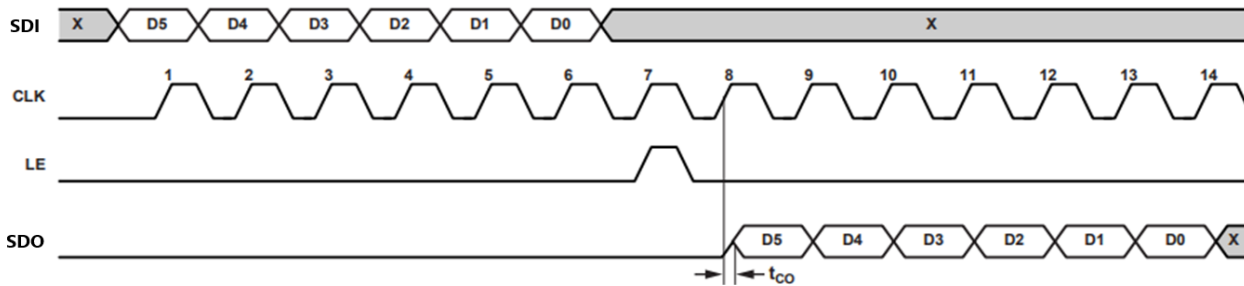 SDI X D5 D4 D3 D2 D1 D0 X
1 2 3 4 5 6 7 8 9 10 11 12 13 14
CLK
LE
SDO D5 D4 D3 D2 D1 D0 X
tCO